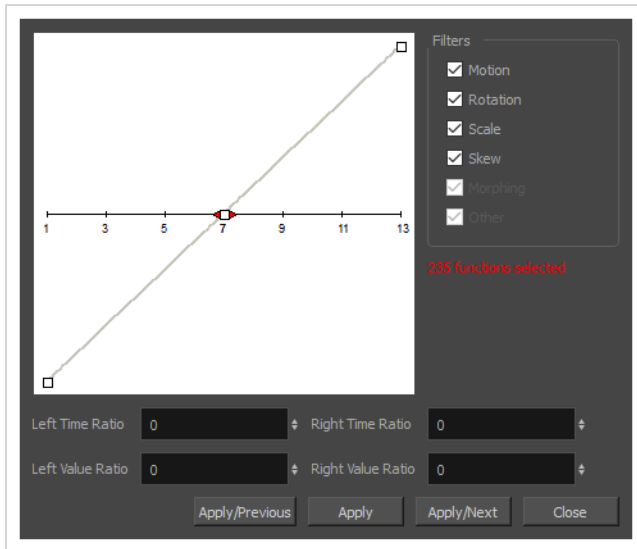 Filters
Motion
Rotation
Scale
Skew
Morphing
Other
1 3 5 7 9 11 13
235 functions selected
Left Time Ratio 0 Right Time Ratio 0
Left Value Ratio 0 Right Value Ratio 0
Apply/Previous Apply Apply/Next Close